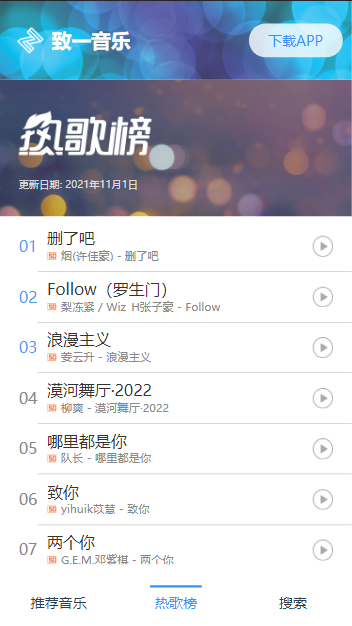 致一音乐
下载APP
热歌榜
更新日期: 2021年11月1日
01
删了吧
烟(许佳豪) - 删了吧
02
Follow（罗生门）
梨冻紧 / Wiz_H张子豪 - Follow
03
浪漫主义
姜云升 - 浪漫主义
04
漠河舞厅·2022
柳爽 - 漠河舞厅·2022
05
哪里都是你
队长 - 哪里都是你
06
致你
yihuik苡慧 - 致你
07
两个你
G.E.M.邓紫棋 - 两个你
推荐音乐
热歌榜
搜索